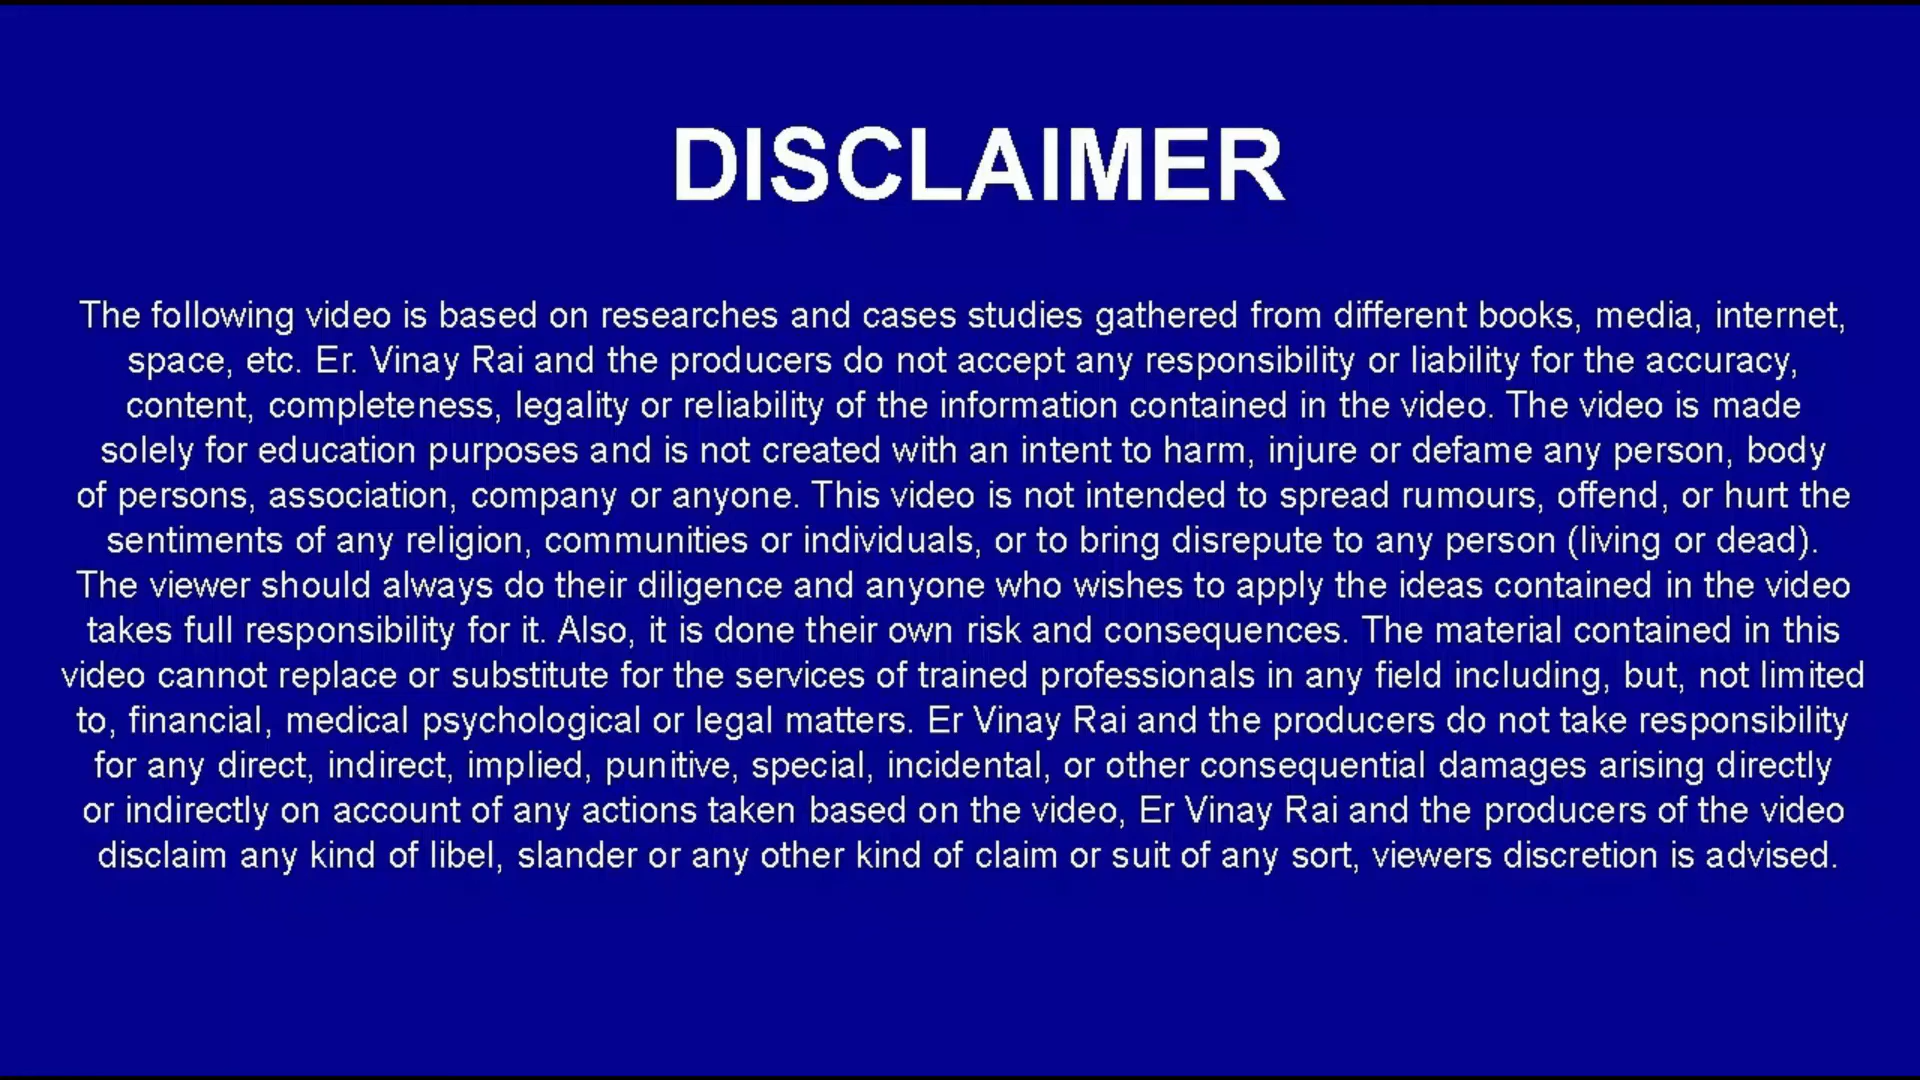 DISCLAIMER
The following video is based on researches and cases studies gathered from different books, media, internet,
space, etc. Er. Vinay Rai and the producers do not accept any responsibility or liability for the accuracy,
content, completeness, legality or reliability of the information contained in the video. The video is made
solely for education purposes and is not created with an intent to harm, injure or defame any person, body
of persons, association, company or anyone. This video is not intended to spread rumours, offend, or hurt the
sentiments of any religion, communities or individuals, or to bring disrepute to any person (living or dead).
The viewer should always do their diligence and anyone who wishes to apply the ideas contained in the video
takes full responsibility for it. Also, it is done their own risk and consequences. The material contained in this
video cannot replace or substitute for the services of trained professionals in any field including, but, not limited
to, financial, medical psychological or legal matters. Er Vinay Rai and the producers do not take responsibility
for any direct, indirect, implied, punitive, special, incidental, or other consequential damages arising directly
or indirectly on account of any actions taken based on the video, Er Vinay Rai and the producers of the video
disclaim any kind of libel, slander or any other kind of claim or suit of any sort, viewers discretion is advised.